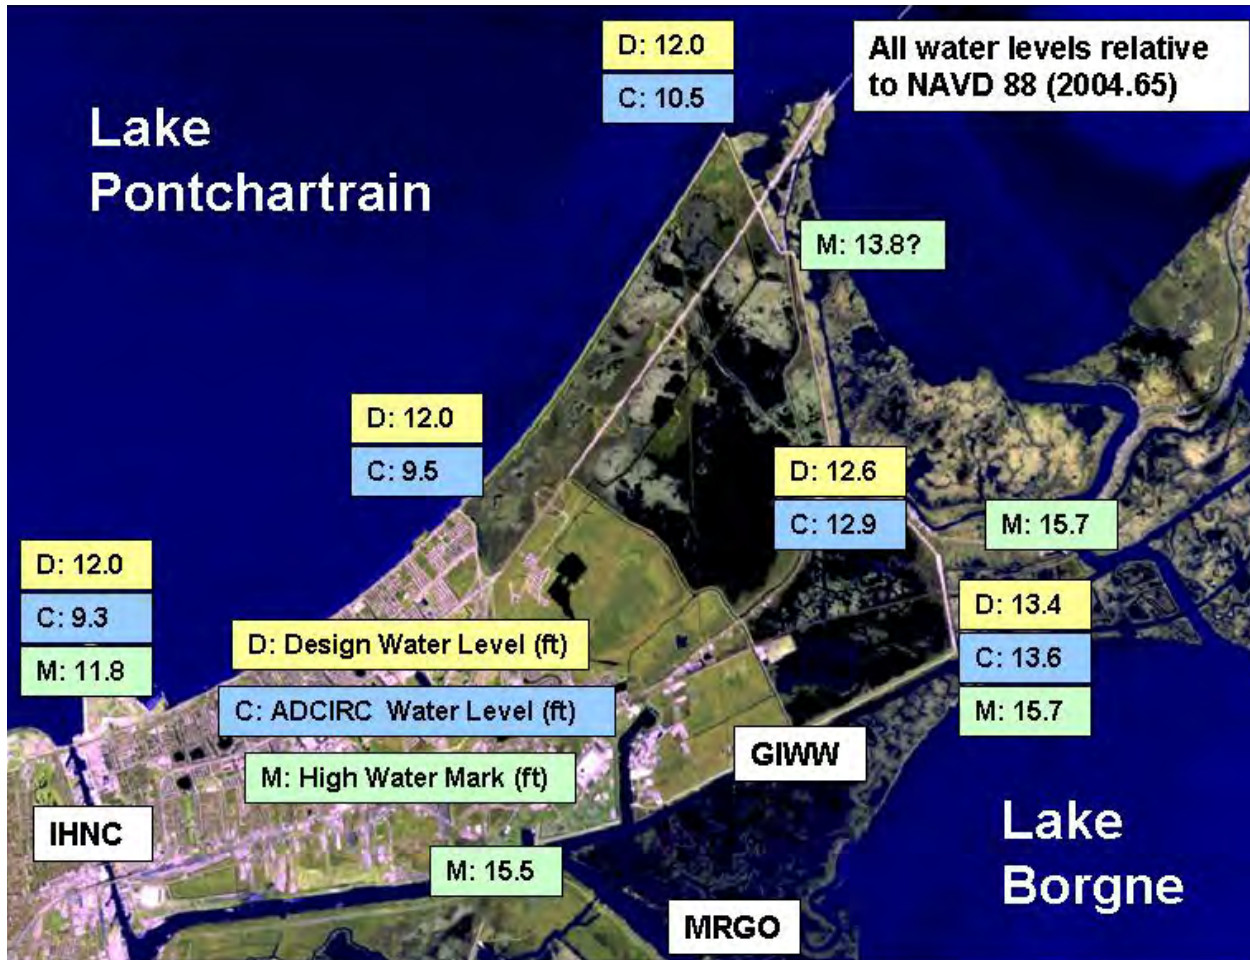 D: 12.0
C: 10.5
All water levels relative
to NAVD 88 (2004.65)
Lake
Pontchartrain
M: 13.8?
D: 12.0
C: 9.5
D: 12.6
C: 12.9
M: 15.7
D: 12.0
C: 9.3
M: 11.8
D: 13.4
C: 13.6
M: 15.7
D: Design Water Level (ft)
C: ADCIRC Water Level (ft)
M: High Water Mark (ft)
GIWW
IHNC
Lake
Borgne
M: 15.5
MRGO